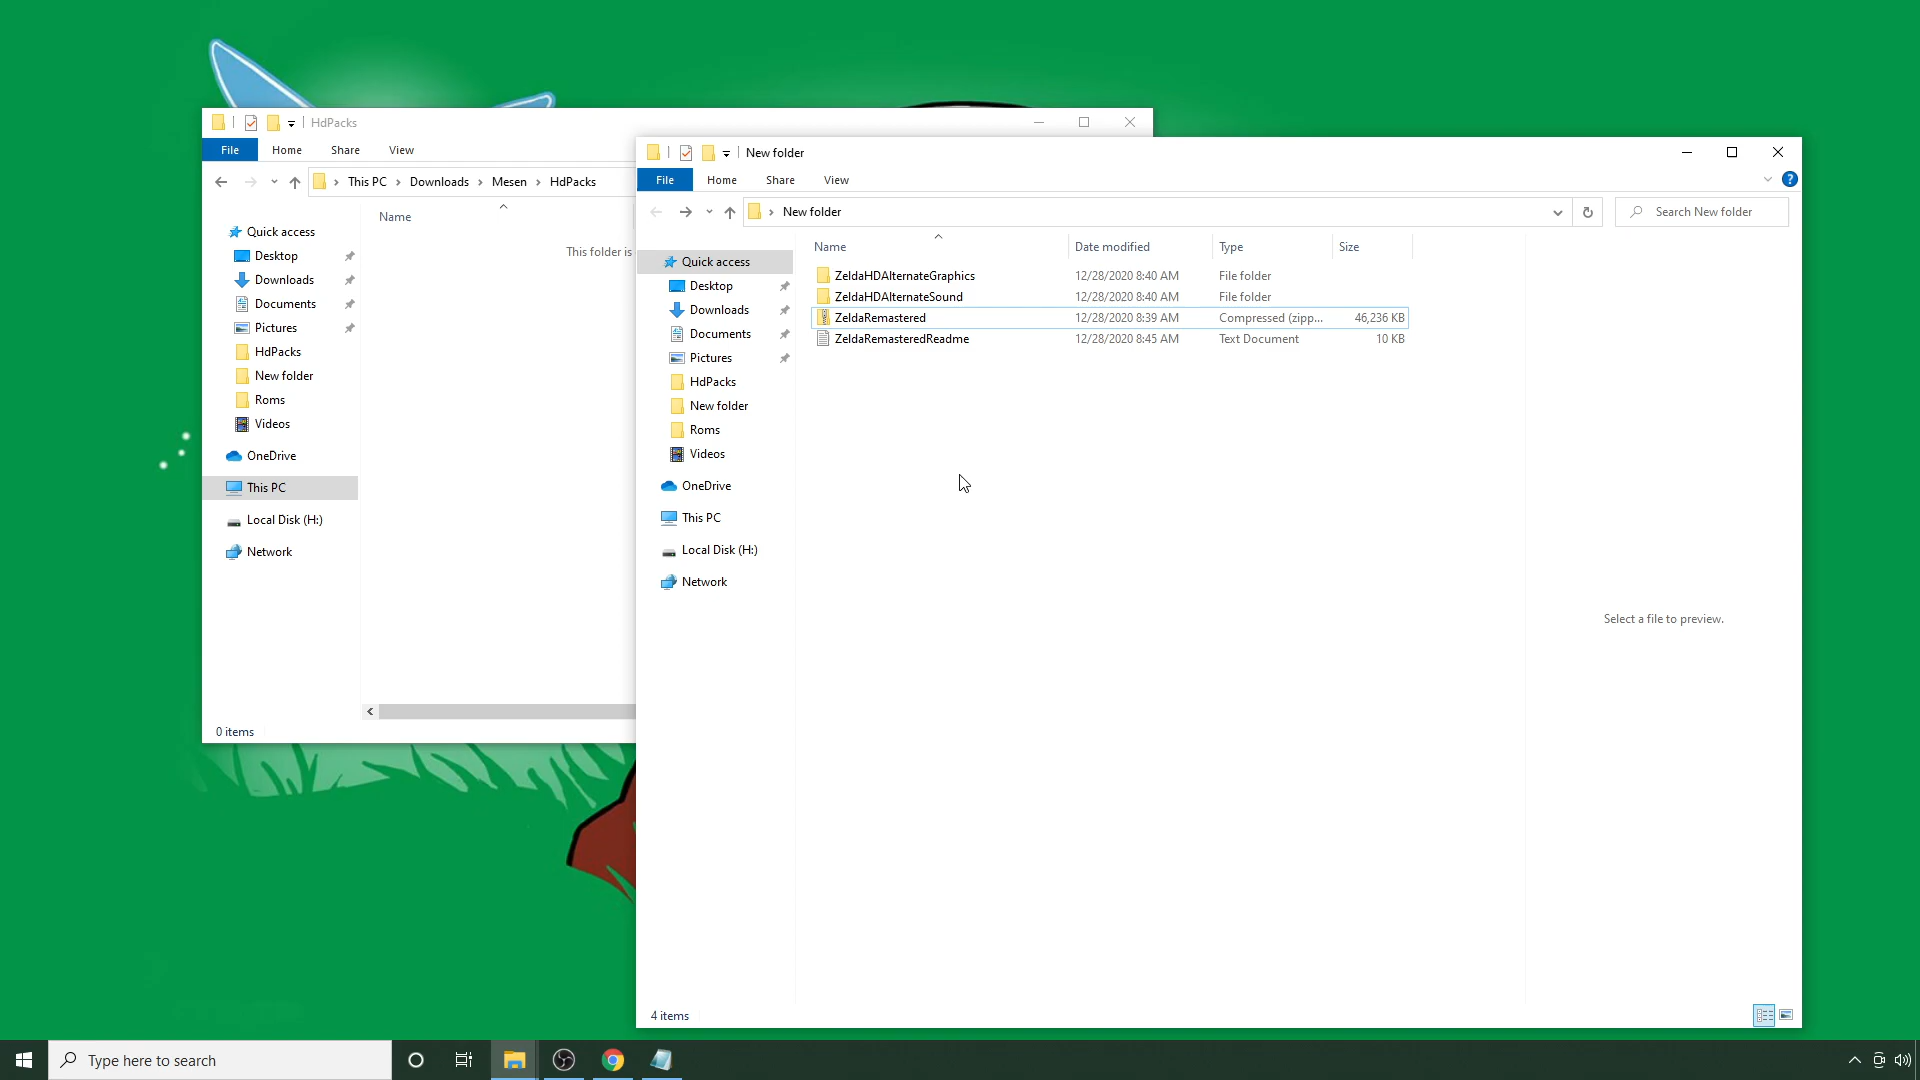 HdPacks
File Home Share View
This PC Downloads Mesen HdPacks
Name
This folder is
Quick access
Desktop
Downloads
Documents
Pictures
HdPacks
New folder
Roms
Videos
OneDrive
This PC
Local Disk (H:)
Network
0 items
New folder
File Home Share View
New folder
Search New folder
Name Date modified Type Size
ZeldaHDAlternateGraphics 12/28/2020 8:40 AM File folder
ZeldaHDAlternateSound 12/28/2020 8:40 AM File folder
ZeldaRemastered 12/28/2020 8:39 AM Compressed (zipp... 46,236 KB
ZeldaRemasteredReadme 12/28/2020 8:45 AM Text Document 10 KB
Quick access
Desktop
Downloads
Documents
Pictures
HdPacks
New folder
Roms
Videos
OneDrive
This PC
Local Disk (H:)
Network
Select a file to preview.
4 items
Type here to search